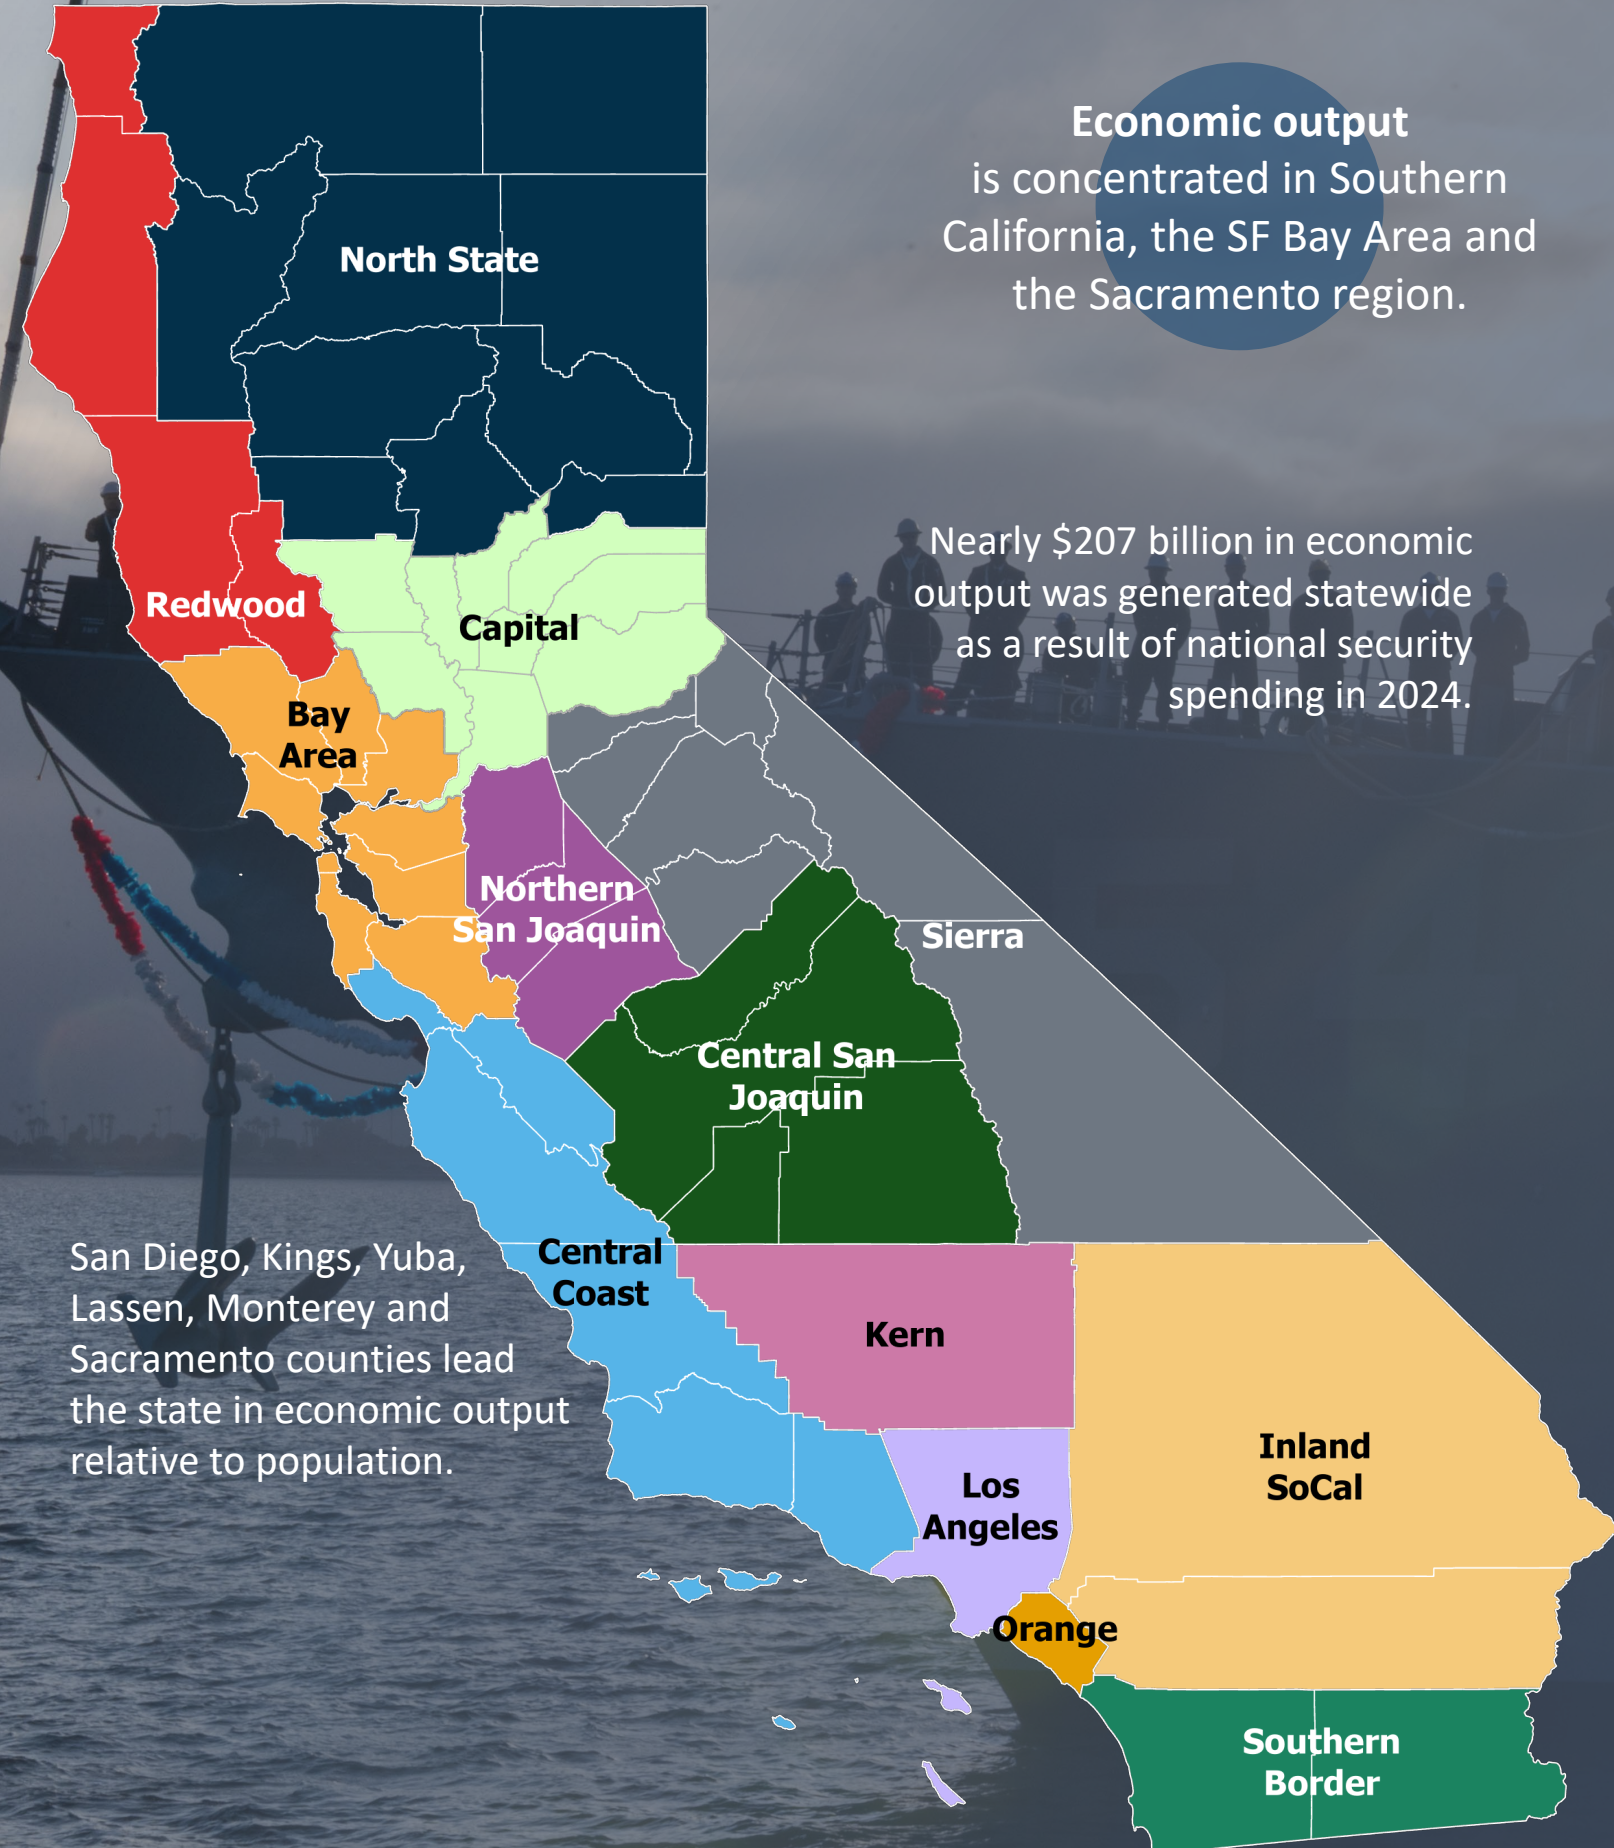 Economic output
is concentrated in Southern
California, the SF Bay Area and
the Sacramento region.
North State
Nearly $207 billion in economic
output was generated statewide
as a result of national security
spending in 2024.
Redwood
Capital
Bay
Area
Northern
San Joaquin
Sierra
Central San
Joaquin
San Diego, Kings, Yuba,
Lassen, Monterey and
Sacramento counties lead
the state in economic output
relative to population.
Central
Coast
Kern
Inland
SoCal
Los
Angeles
Orange
Southern
Border